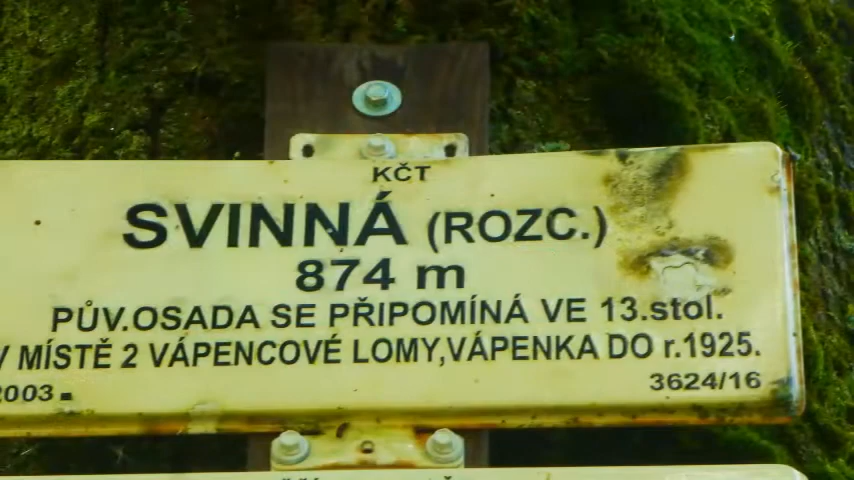 KČT
SVINNÁ (ROZC.)
874 m
PŮV.OSADA SE PŘIPOMÍNÁ VE 13.stol.
V MÍSTĚ 2 VÁPENCOVÉ LOMY,VÁPENKA DO r.1925.
2003 3624/16